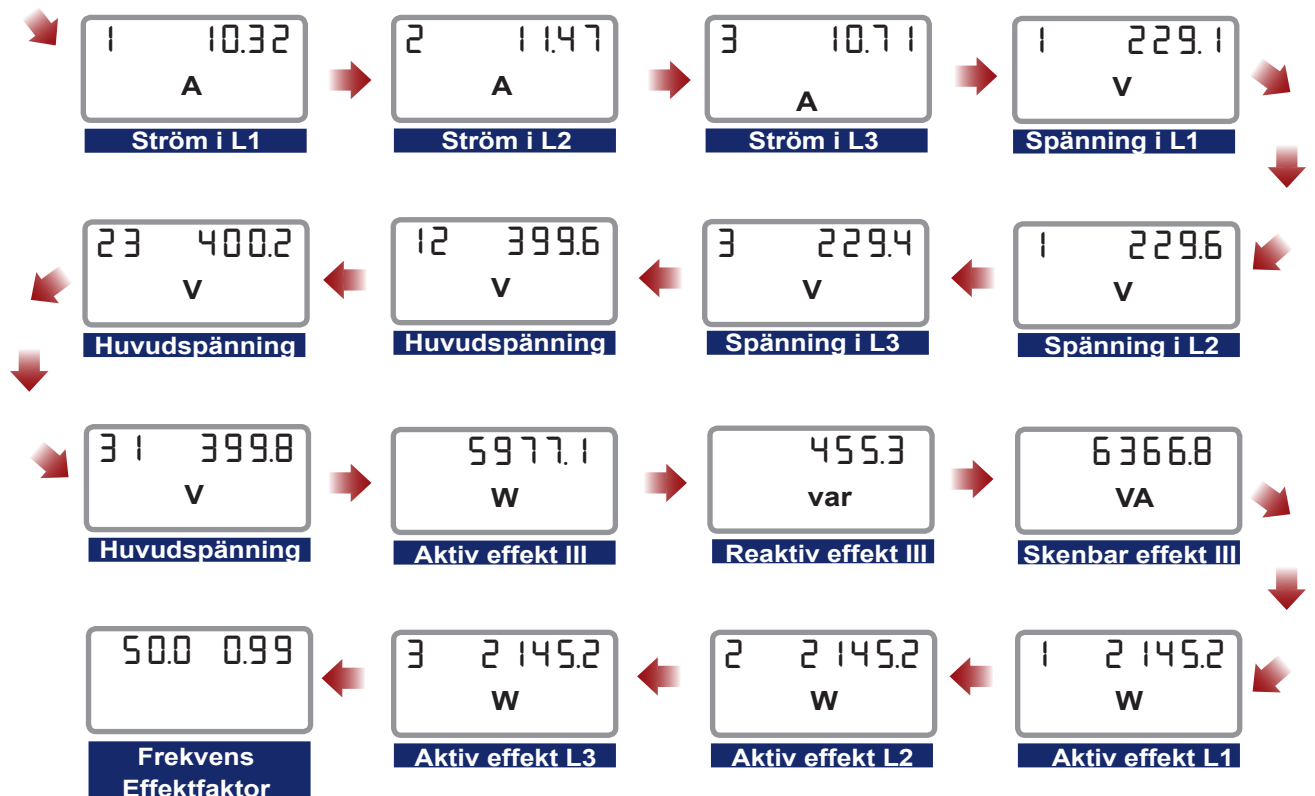 1 10.32
A
Ström i L1
2 11.47
A
Ström i L2
3 10.71
A
Ström i L3
1 229.1
V
Spänning i L1
1 229.6
V
Spänning i L2
3 229.4
V
Spänning i L3
12 399.6
V
Huvudspänning
23 400.2
V
Huvudspänning
31 399.8
V
Huvudspänning
5977.1
W
Aktiv effekt III
455.3
var
Reaktiv effekt III
6366.8
VA
Skenbar effekt III
1 2145.2
W
Aktiv effekt L1
2 2145.2
W
Aktiv effekt L2
3 2145.2
W
Aktiv effekt L3
50.0 0.99
Frekvens
Effektfaktor